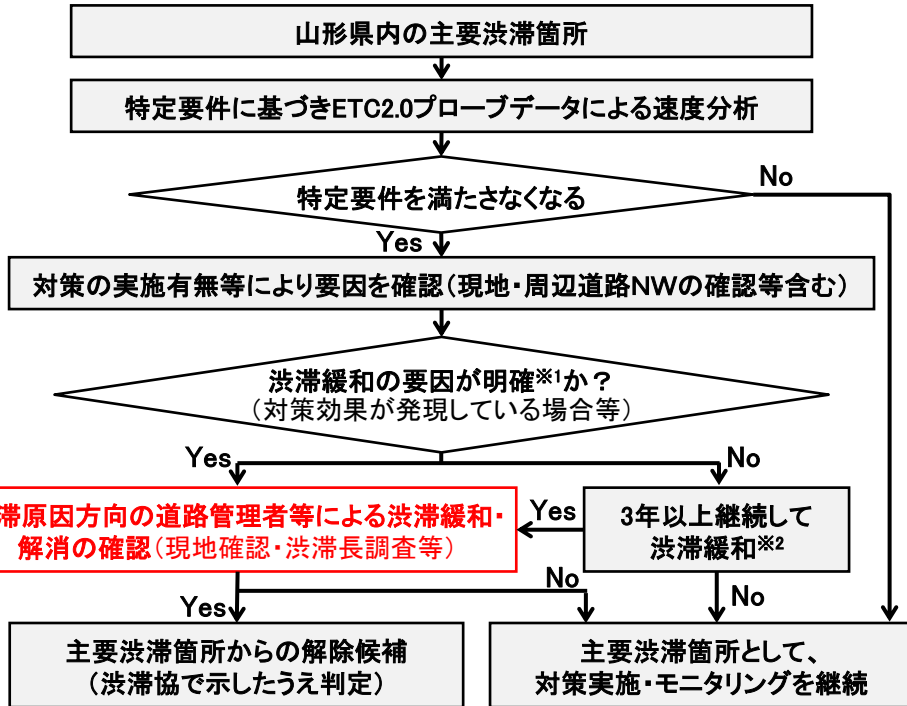 山形県内の主要渋滞箇所
特定要件に基づきETC2.0プローブデータによる速度分析
特定要件を満たさなくなる
No
Yes
対策の実施有無等により要因を確認(現地・周辺道路NWの確認等含む)
渋滞緩和の要因が明確※1か?
(対策効果が発現している場合等)
Yes
No
滞原因方向の道路管理者等による渋滞緩和・
解消の確認(現地確認・渋滞長調査等)
Yes
3年以上継続して
渋滞緩和※2
Yes
No
No
主要渋滞箇所からの解除候補
(渋滞協で示したうえ判定)
主要渋滞箇所として、
対策実施・モニタリングを継続